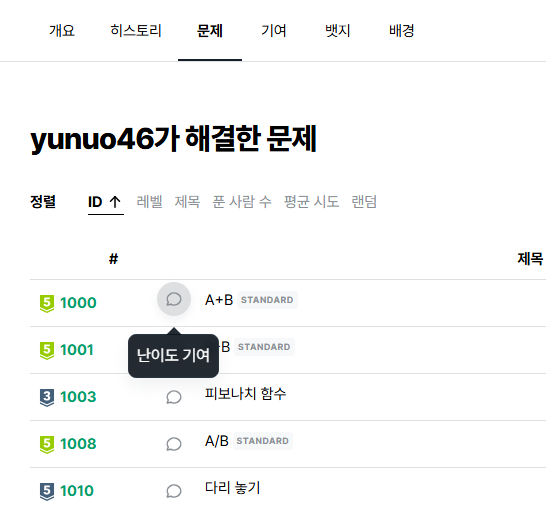 개요 히스토리 문제 기여 뱃지 배경
yunuo46가 해결한 문제
정렬 ID ↑ 레벨 제목 푼 사람 수 평균 시도 랜덤
# 제목
5 1000 A+B STANDARD
5 1001 -B STANDARD
난이도 기여
3 1003 피보나치 함수
5 1008 A/B STANDARD
5 1010 다리 놓기